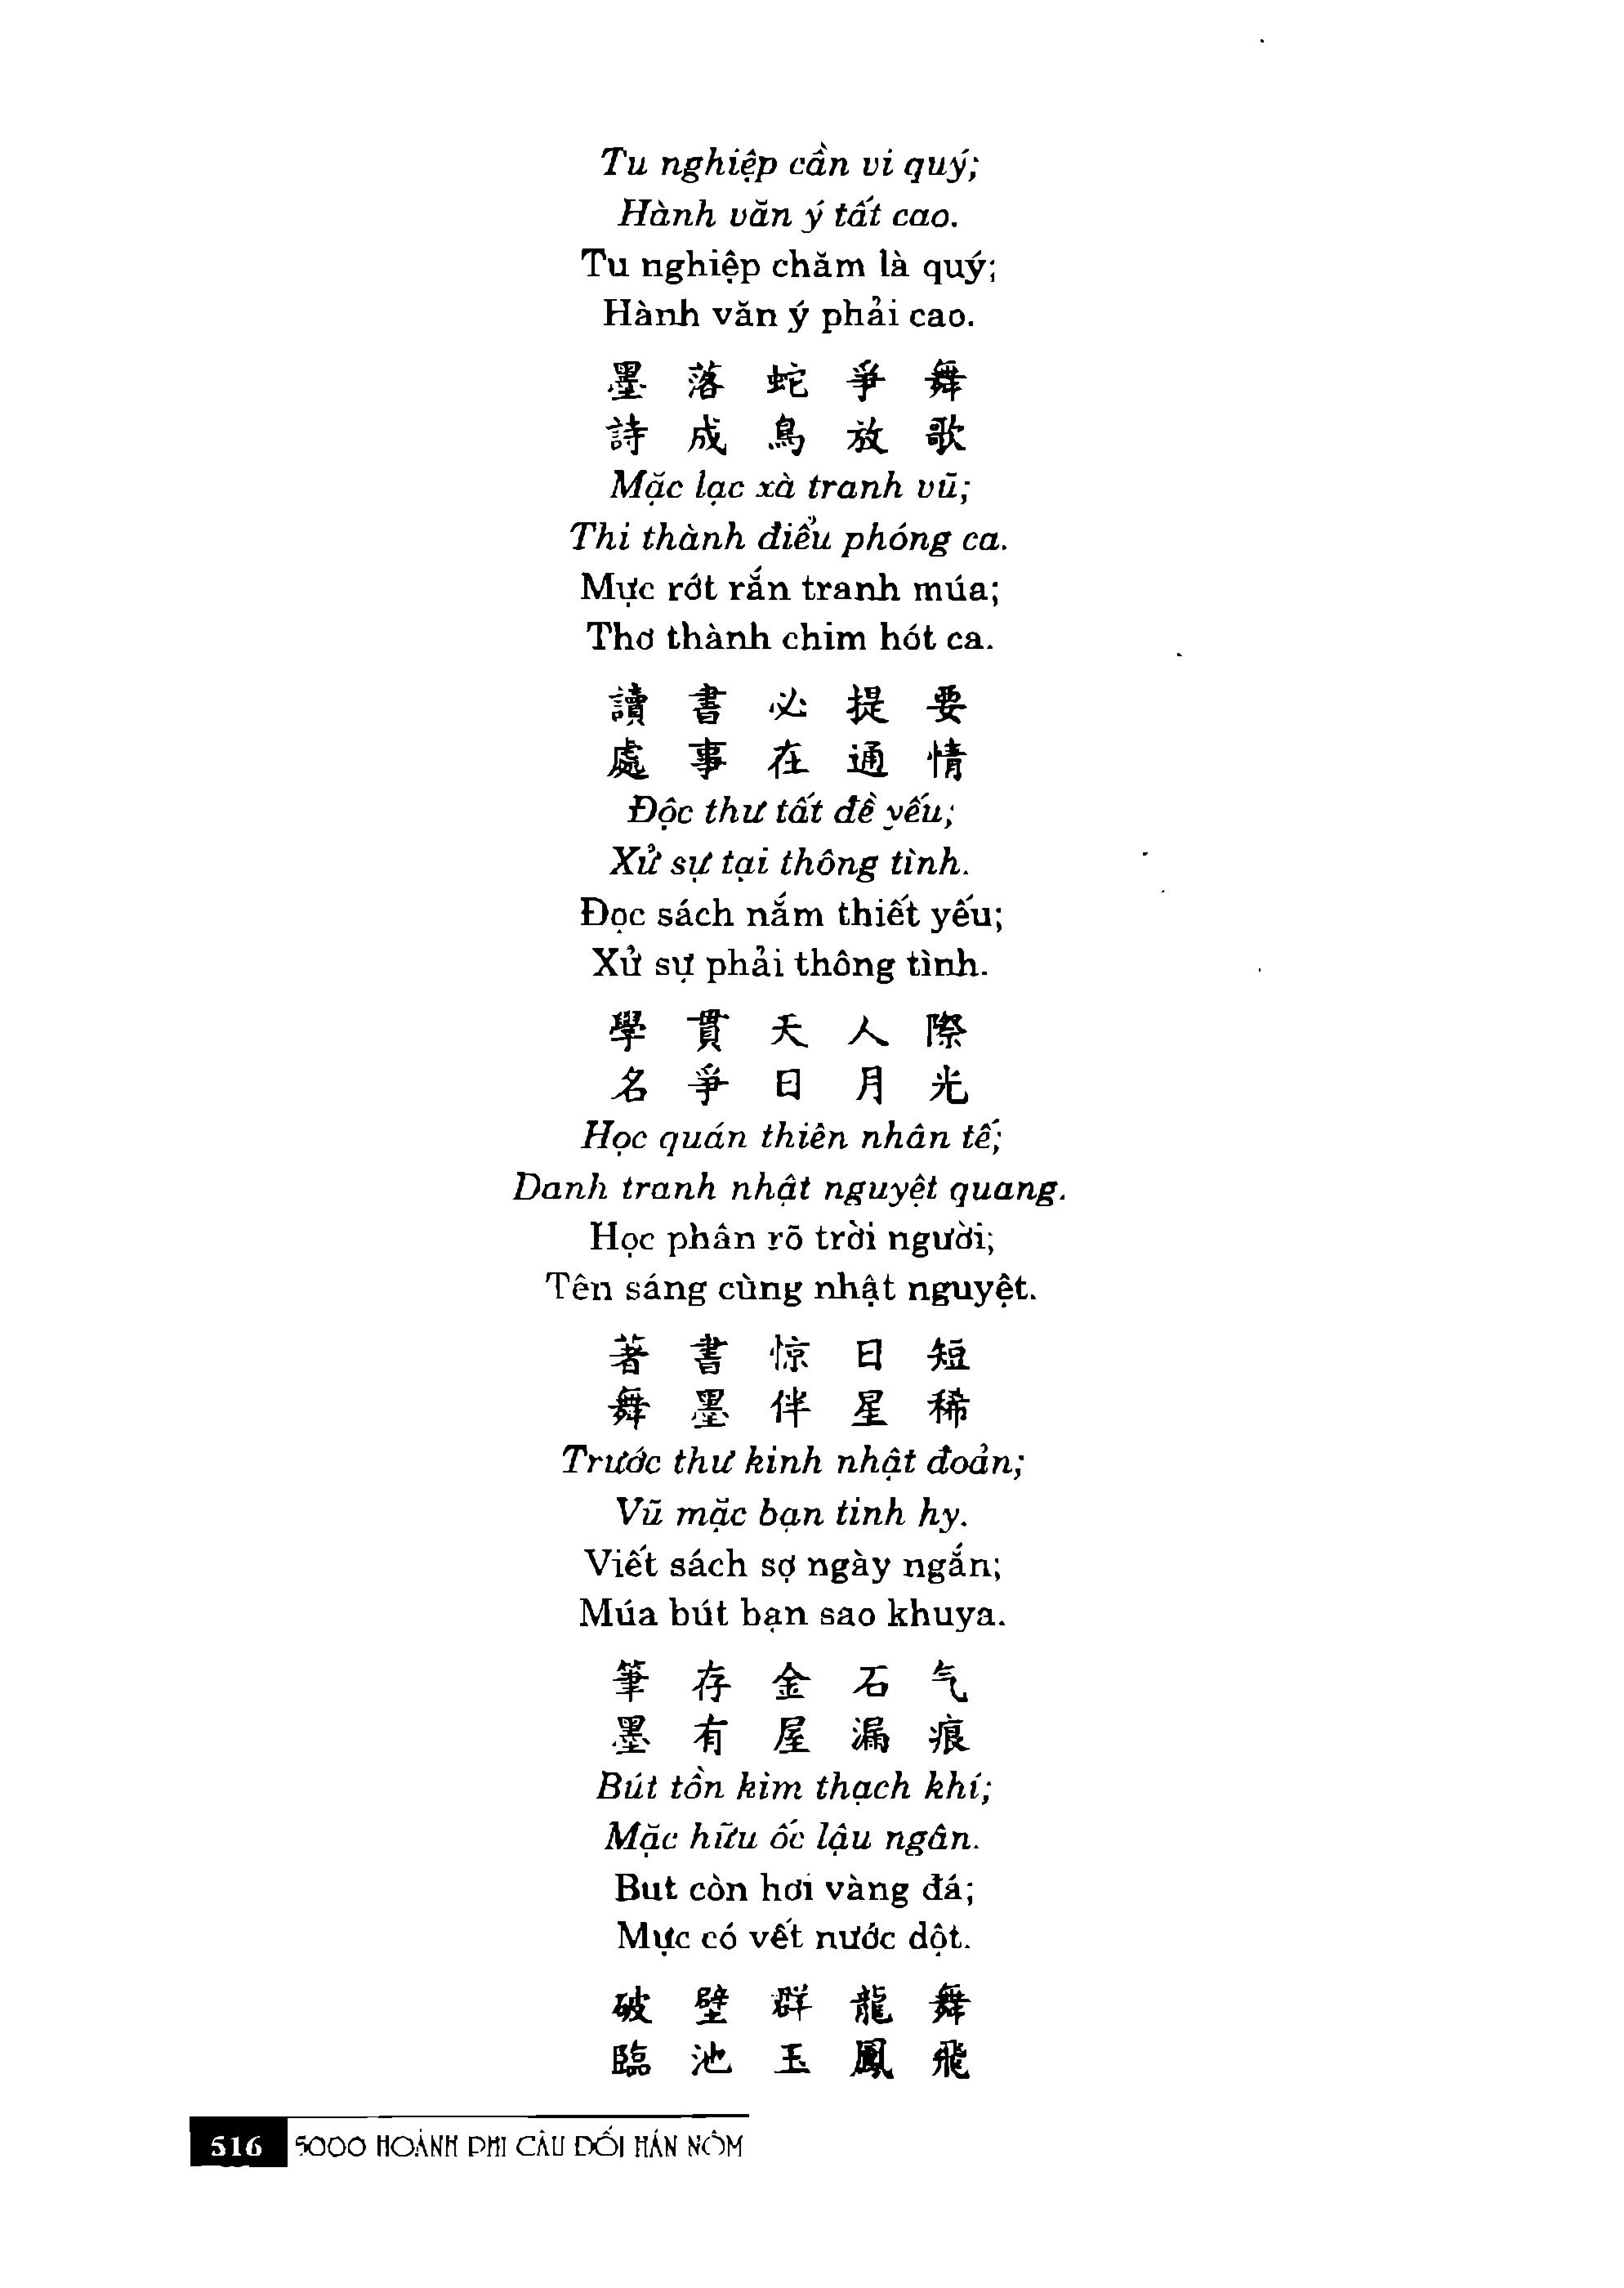 Tu nghiệp cần vi quý;
Hành văn ý tất cao.
Tu nghiệp chăm là quý;
Hành văn ý phải cao.
墨 落 蛇 爭 舞
詩 成 鳥 放 歌
Mặc lạc xà tranh vũ;
Thi thành điểu phóng ca.
Mực rớt rắn tranh múa;
Thơ thành chim hót ca.
讀 書 必 提 要
處 事 在 通 情
Độc thư tất đề yếu;
Xử sự tại thông tình.
Đọc sách nắm thiết yếu;
Xử sự phải thông tình.
學 貫 天 人 際
名 爭 日 月 光
Học quán thiên nhân tế;
Danh tranh nhật nguyệt quang.
Học phân rõ trời người;
Tên sáng cùng nhật nguyệt.
著 書 惊 日 短
舞 墨 伴 星 稀
Trước thư kinh nhật đoản;
Vũ mặc bạn tinh hy.
Viết sách sợ ngày ngắn;
Múa bút bạn sao khuya.
筆 存 金 石 气
墨 有 屋 漏 痕
Bút tồn kim thạch khí;
Mặc hữu ốc lậu ngân.
But còn hơi vàng đá;
Mực có vết nước dột.
破 壁 群 龍 舞
臨 池 玉 鳳 飛
516 5000 HOÀNH PHI CÂU ĐỐI HÁN NÔM